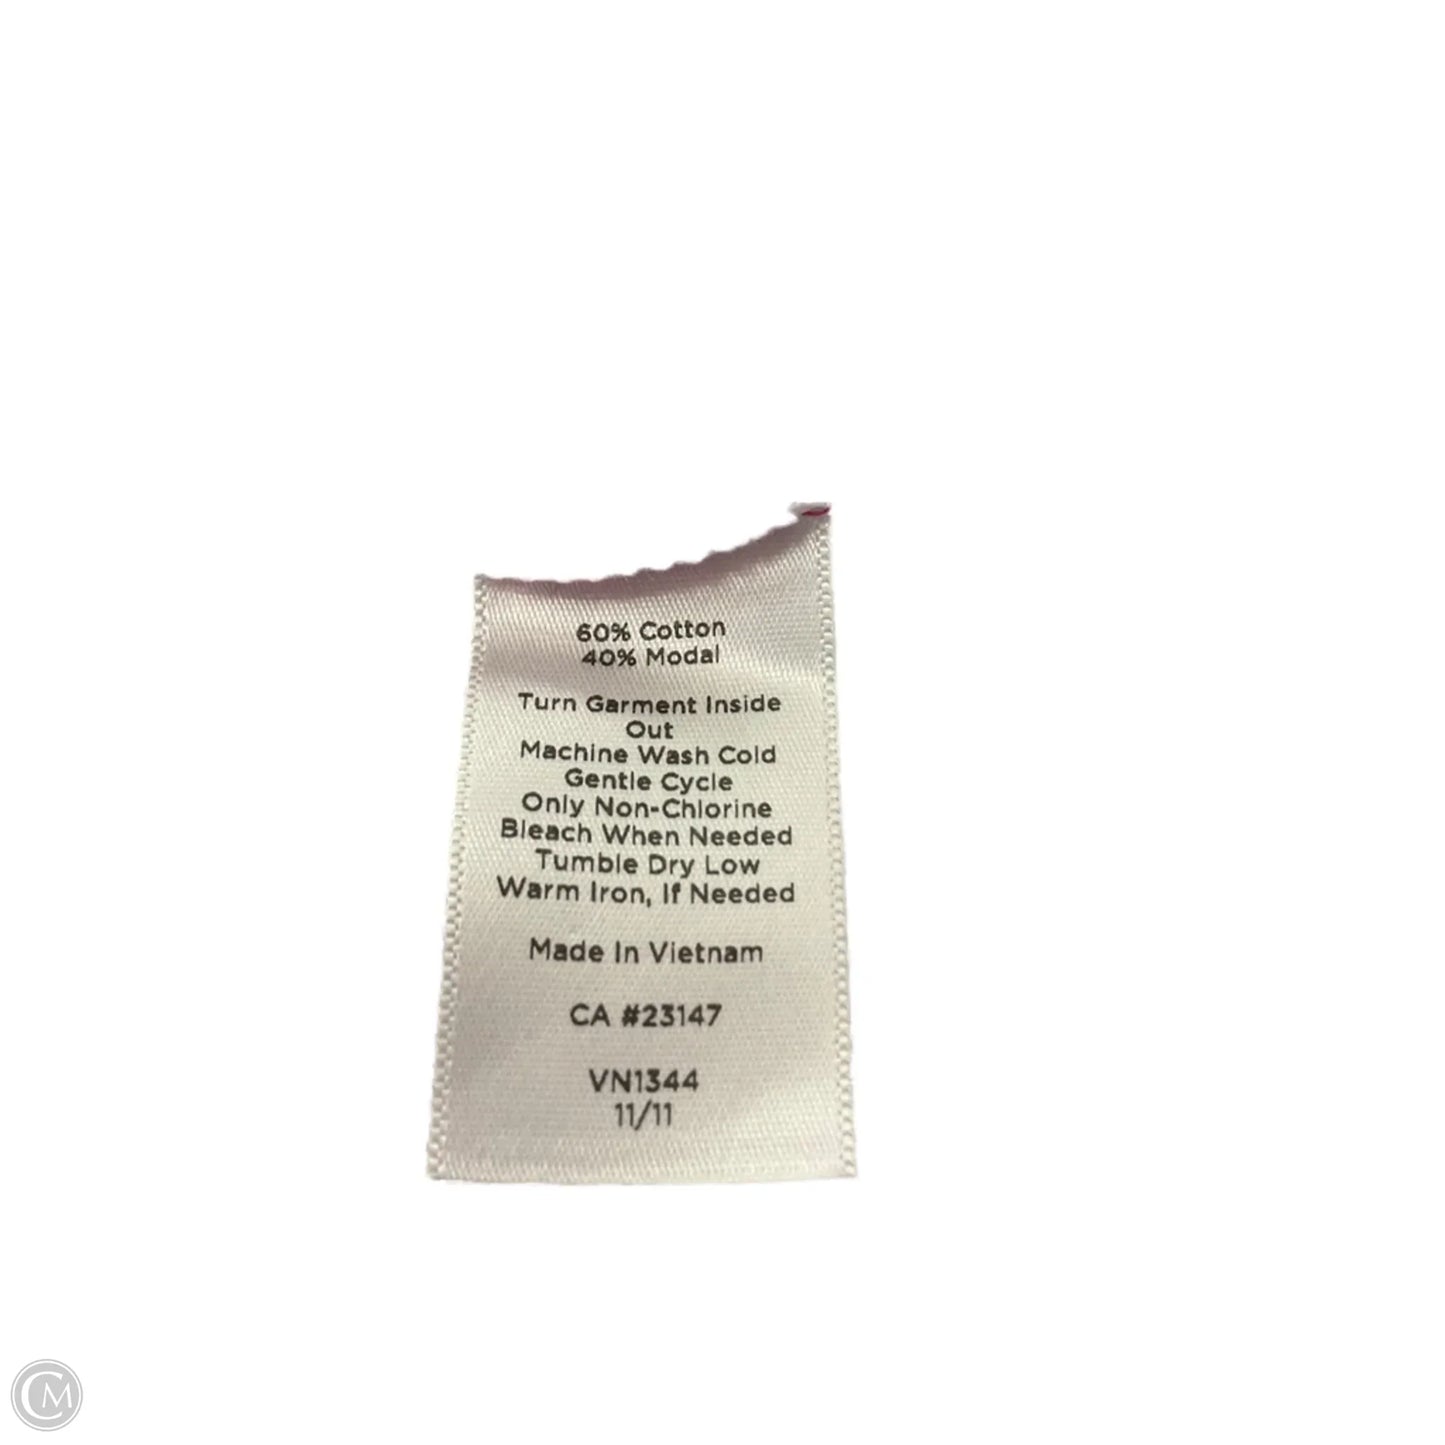 60% Cotton
40% Modal
Turn Garment Inside
Out
Machine Wash Cold
Gentle Cycle
Only Non-Chlorine
Bleach When Needed
Tumble Dry Low
Warm Iron, If Needed
Made In Vietnam
CA #23147
VN1344
11/11
CM